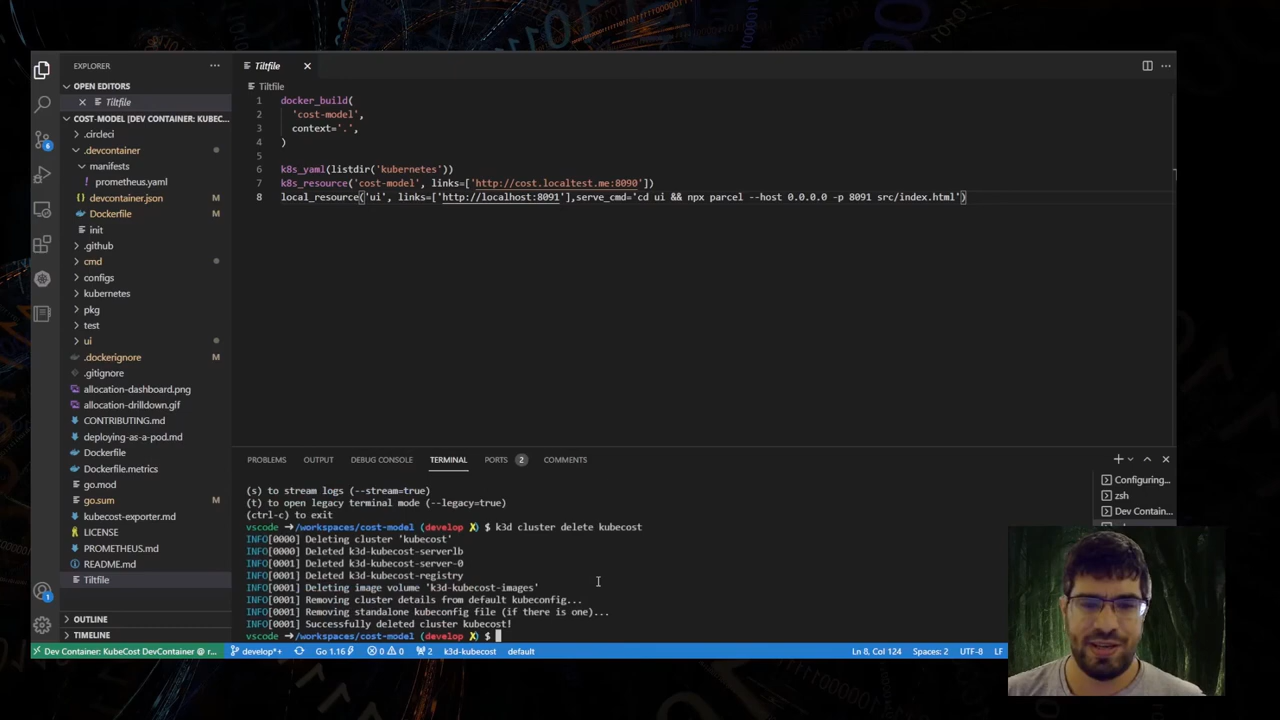 EXPLORER
OPEN EDITORS
Tiltfile
COST-MODEL [DEV CONTAINER: KUBEC...
.circleci
.devcontainer
manifests
prometheus.yaml
devcontainer.json M
Dockerfile M
init
.github
cmd
configs
kubernetes
pkg
test
ui
.dockerignore M
.gitignore
allocation-dashboard.png
allocation-drilldown.gif
CONTRIBUTING.md
deploying-as-a-pod.md
Dockerfile
Dockerfile.metrics
go.mod
go.sum M
kubecost-exporter.md
LICENSE
PROMETHEUS.md
README.md
Tiltfile
OUTLINE
TIMELINE
6
1
Tiltfile
Tiltfile
1 docker_build(
2 'cost-model',
3 context='.',
4 )
5
6 k8s_yaml(listdir('kubernetes'))
7 k8s_resource('cost-model', links=['http://cost.localtest.me:8090'])
8 local_resource('ui', links=['http://localhost:8091'],serve_cmd='cd ui && npx parcel --host 0.0.0.0 -p 8091 src/index.html')
PROBLEMS OUTPUT DEBUG CONSOLE TERMINAL PORTS 2 COMMENTS
(s) to stream logs (--stream=true)
(t) to open legacy terminal mode (--legacy=true)
(ctrl-c) to exit
vscode ➜ /workspaces/cost-model (develop ✗) $ k3d cluster delete kubecost
INFO[0000] Deleting cluster 'kubecost'
INFO[0000] Deleted k3d-kubecost-serverlb
INFO[0001] Deleted k3d-kubecost-server-0
INFO[0001] Deleted k3d-kubecost-registry
INFO[0001] Deleting image volume 'k3d-kubecost-images'
INFO[0001] Removing cluster details from default kubeconfig...
INFO[0001] Removing standalone kubeconfig file (if there is one)...
INFO[0001] Successfully deleted cluster kubecost!
vscode ➜ /workspaces/cost-model (develop ✗) $
Configuring...
zsh
Dev Contain...
Dev Container: KubeCost DevContainer @ r... develop*+ Go 1.16 0 0 2 k3d-kubecost default Ln 8, Col 124 Spaces: 2 UTF-8 LF